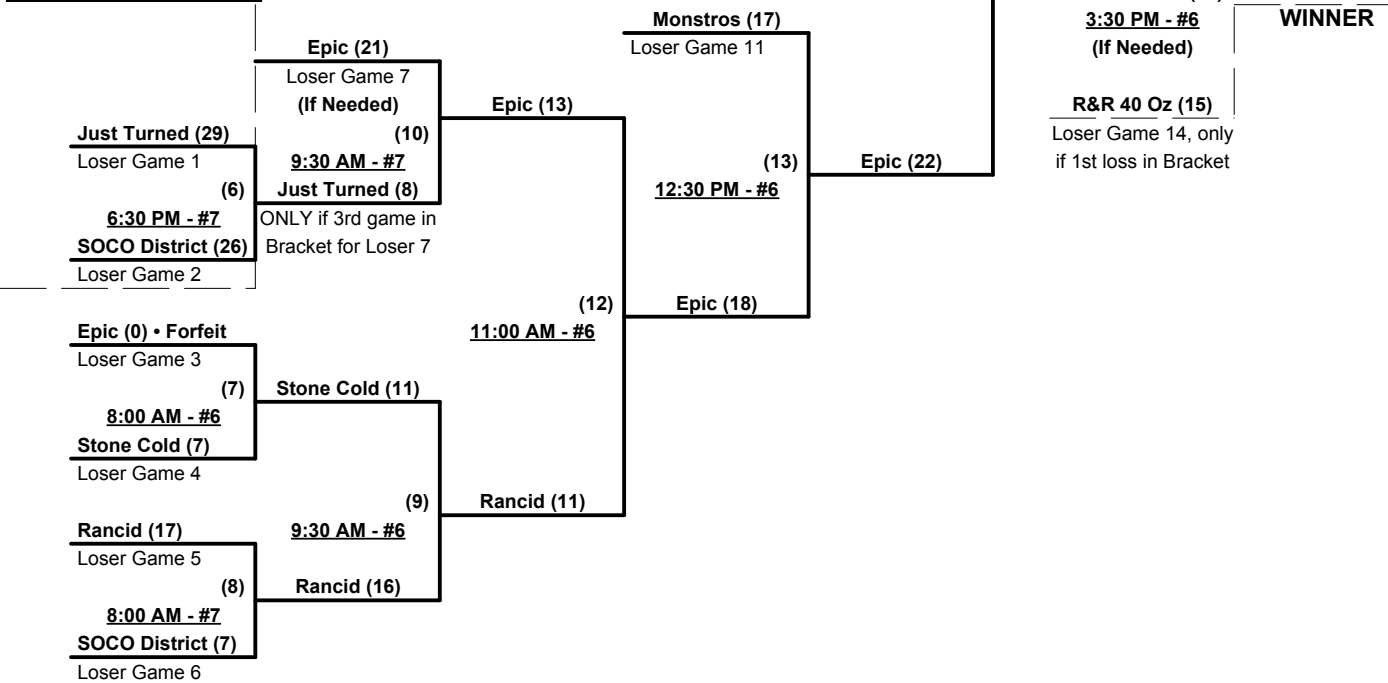 3:30 PM - #6
(If Needed)
WINNER
Monstros (17)
Loser Game 11
Epic (21)
Loser Game 7
(If Needed)
(10)
9:30 AM - #7
Just Turned (8)
ONLY if 3rd game in
Bracket for Loser 7
Epic (13)
R&R 40 Oz (15)
Loser Game 14, only
if 1st loss in Bracket
Just Turned (29)
Loser Game 1
(6)
6:30 PM - #7
SOCO District (26)
Loser Game 2
(13)
12:30 PM - #6
Epic (22)
(12)
11:00 AM - #6
Epic (18)
Epic (0) • Forfeit
Loser Game 3
(7)
8:00 AM - #6
Stone Cold (7)
Loser Game 4
Stone Cold (11)
(9)
9:30 AM - #6
Rancid (11)
Rancid (17)
Loser Game 5
(8)
8:00 AM - #7
SOCO District (7)
Loser Game 6
Rancid (16)